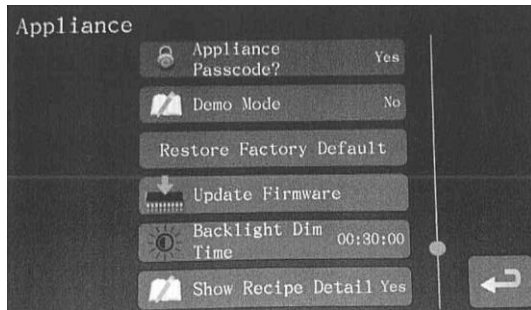 Appliance
Appliance
Passcode? Yes
Demo Mode No
Restore Factory Default
Update Firmware
Backlight Dim
Time 00:30:00
Show Recipe Detail Yes